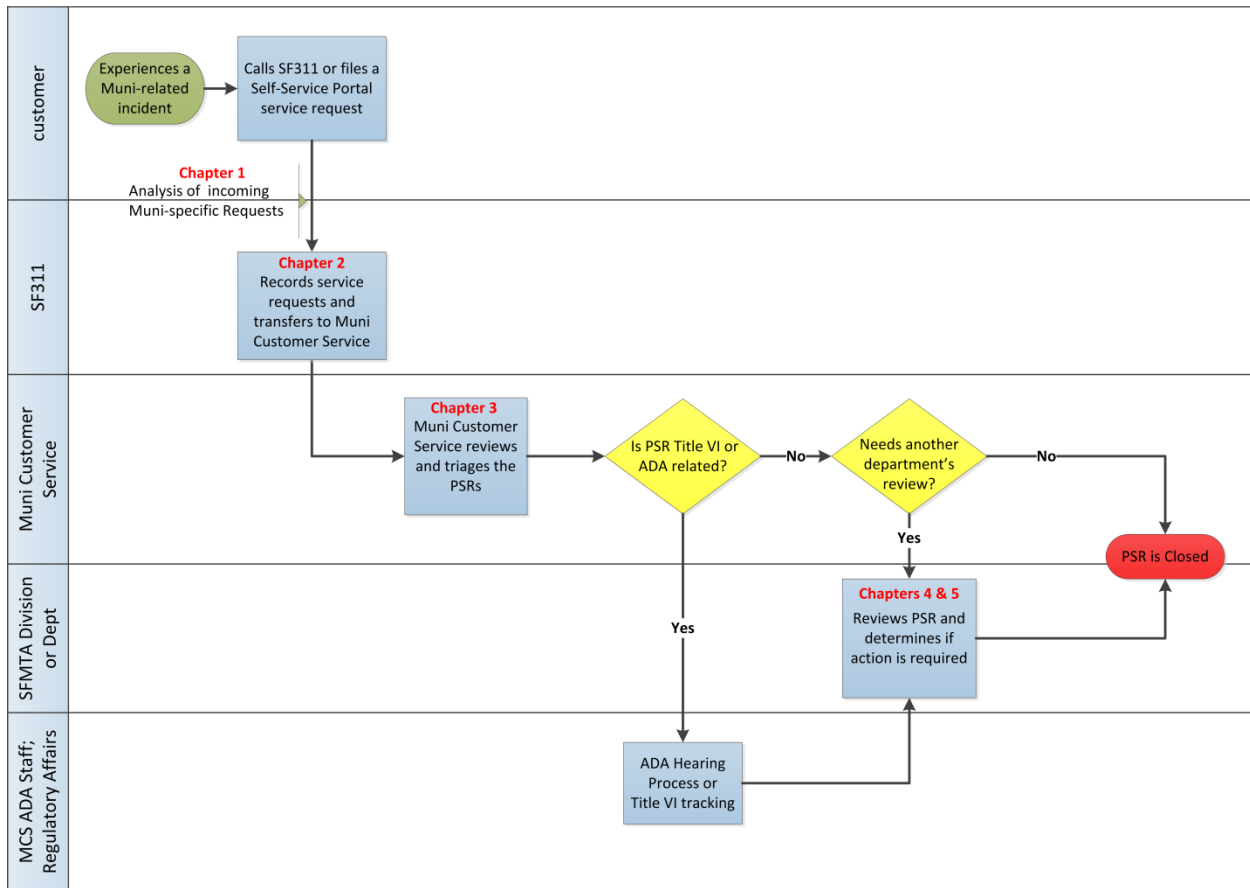 customer
Experiences a
Muni-related
incident
Calls SF311 or files a
Self-Service Portal
service request
Chapter 1
Analysis of incoming
Muni-specific Requests
SF311
Chapter 2
Records service
requests and
transfers to Muni
Customer Service
Muni Customer
Service
Chapter 3
Muni Customer
Service reviews
and triages the
PSRs
Is PSR Title VI or
ADA related?
No
Needs another
department’s
review?
No
Yes
PSR is Closed
SFMTA Division
or Dept
Yes
Chapters 4 & 5
Reviews PSR and
determines if
action is required
MCS ADA Staff;
Regulatory Affairs
ADA Hearing
Process or
Title VI tracking